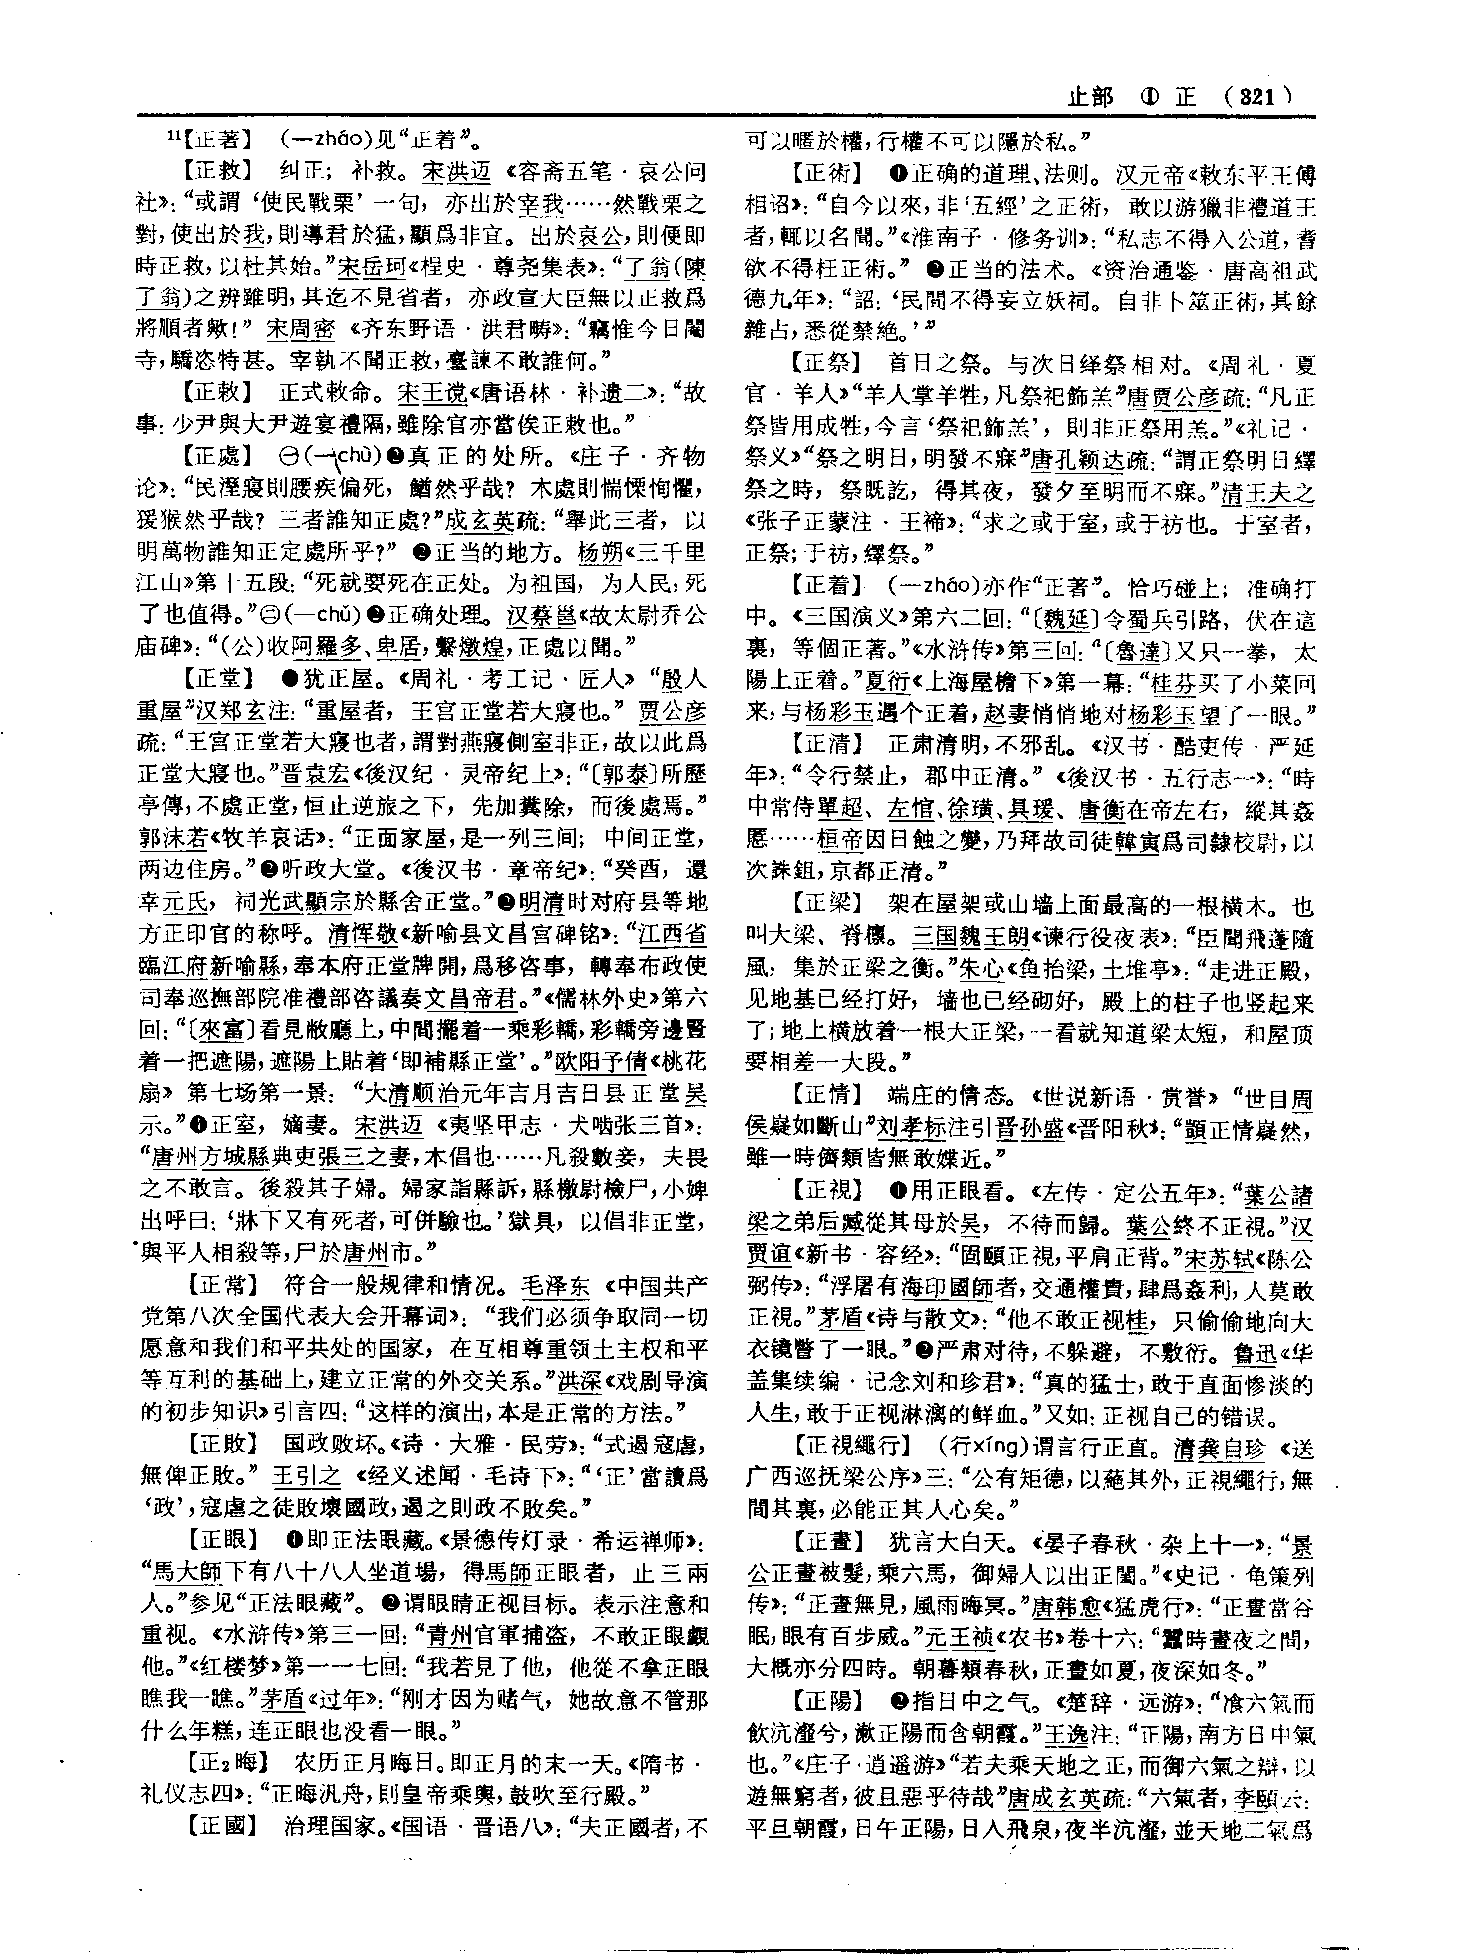 止部 ① 正 （321）
¹¹【正著】 （—zháo）见“正着”。
【正救】 纠正；补救。宋洪迈《容斋五笔·哀公问
社》：“或謂‘使民戰栗’一句，亦出於宰我……然戰栗之
對，使出於我，則導君於猛，顯爲非宜。出於哀公，則便即
時正救，以杜其始。”宋岳珂《桯史·尊尧集表》：“了翁（陳
了翁）之辨雖明，其迄不見省者，亦政宣大臣無以正救爲
將順者歟！”宋周密《齐东野语·洪君畴》：“竊惟今日閹
寺，驕恣特甚。宰執不聞正救，臺諫不敢誰何。”
【正敕】 正式敕命。宋王谠《唐语林·补遗二》：“故
事：少尹與大尹遊宴禮隔，雖除官亦當俟正敕也。”
【正處】 ㊀（—chù）❷真正的处所。《庄子·齐物
论》：“民溼寢則腰疾偏死，鰌然乎哉？木處則惴慄恂懼，
猨猴然乎哉？三者誰知正處？”成玄英疏：“舉此三者，以
明萬物誰知正定處所乎？” ❷正当的地方。杨朔《三千里
江山》第十五段：“死就要死在正处。为祖国，为人民，死
了也值得。”㊁（—chǔ）❷正确处理。汉蔡邕《故太尉乔公
庙碑》：“（公）收阿羅多、卑居，繫燉煌，正處以聞。”
【正堂】 ●犹正屋。《周礼·考工记·匠人》“殷人
重屋”汉郑玄注：“重屋者，王宫正堂若大寢也。”贾公彦
疏：“王宫正堂若大寢也者，謂對燕寢側室非正，故以此爲
正堂大寢也。”晋袁宏《後汉纪·灵帝纪上》：“〔郭泰〕所歷
亭傳，不處正堂，恒止逆旅之下，先加糞除，而後處焉。”
郭沫若《牧羊哀话》：“正面家屋，是一列三间；中间正堂，
两边住房。”❷听政大堂。《後汉书·章帝纪》：“癸酉，還
幸元氏，祠光武顯宗於縣舍正堂。”❷明清时对府县等地
方正印官的称呼。清恽敬《新喻县文昌宫碑铭》：“江西省
臨江府新喻縣，奉本府正堂牌開，爲移咨事，轉奉布政使
司奉巡撫部院准禮部咨議奏文昌帝君。”《儒林外史》第六
回：“〔來富〕看見敞廳上，中間擺着一乘彩轎，彩轎旁邊豎
着一把遮陽，遮陽上貼着‘即補縣正堂’。”欧阳予倩《桃花
扇》第七场第一景：“大清顺治元年吉月吉日县正堂吴
示。”❶正室，嫡妻。宋洪迈《夷坚甲志·犬啮张三首》：
“唐州方城縣典吏張三之妻，本倡也……凡殺數妾，夫畏
之不敢言。後殺其子婦。婦家詣縣訴，縣檄尉檢尸，小婢
出呼曰：‘牀下又有死者，可併驗也。’獄具，以倡非正堂，
與平人相殺等，尸於唐州市。”
【正常】 符合一般规律和情况。毛泽东《中国共产
党第八次全国代表大会开幕词》：“我们必须争取同一切
愿意和我们和平共处的国家，在互相尊重领土主权和平
等互利的基础上，建立正常的外交关系。”洪深《戏剧导演
的初步知识》引言四：“这样的演出，本是正常的方法。”
【正敗】 国政败坏。《诗·大雅·民劳》：“式遏寇虐，
無俾正敗。”王引之《经义述闻·毛诗下》：“‘正’當讀爲
‘政’，寇虐之徒敗壞國政，遏之則政不敗矣。”
【正眼】 ❶即正法眼藏。《景德传灯录·希运禅师》：
“馬大師下有八十八人坐道場，得馬師正眼者，止三兩
人。”参见“正法眼藏”。❷谓眼睛正视目标。表示注意和
重视。《水浒传》第三一回：“青州官軍捕盗，不敢正眼覷
他。”《红楼梦》第一一七回：“我若見了他，他從不拿正眼
瞧我一瞧。”茅盾《过年》：“刚才因为赌气，她故意不管那
什么年糕，连正眼也没看一眼。”
【正₂晦】 农历正月晦日。即正月的末一天。《隋书·
礼仪志四》：“正晦汎舟，則皇帝乘輿，鼓吹至行殿。”
【正國】 治理国家。《国语·晋语八》：“夫正國者，不
可以暱於權，行權不可以隱於私。”
【正術】 ❶正确的道理、法则。汉元帝《敕东平王傅
相诏》：“自今以來，非‘五經’之正術，敢以游獵非禮道王
者，輒以名聞。”《淮南子·修务训》：“私志不得入公道，耆
欲不得枉正術。” ❷正当的法术。《资治通鉴·唐高祖武
德九年》：“詔：‘民間不得妄立妖祠。自非卜筮正術，其餘
雜占，悉從禁絶。’”
【正祭】 首日之祭。与次日绎祭相对。《周礼·夏
官·羊人》“羊人掌羊牲，凡祭祀飾羔”唐贾公彦疏：“凡正
祭皆用成牲，今言‘祭祀飾羔’，則非正祭用羔。”《礼记·
祭义》“祭之明日，明發不寐”唐孔颖达疏：“謂正祭明日繹
祭之時，祭既訖，得其夜，發夕至明而不寐。”清王夫之
《张子正蒙注·王禘》：“求之或于室，或于祊也。于室者，
正祭；于祊，繹祭。”
【正着】 （—zháo）亦作“正著”。恰巧碰上；准确打
中。《三国演义》第六二回：“〔魏延〕令蜀兵引路，伏在這
裏，等個正著。”《水浒传》第三回：“〔魯達〕又只一拳，太
陽上正着。”夏衍《上海屋檐下》第一幕：“桂芬买了小菜回
来，与杨彩玉遇个正着，赵妻悄悄地对杨彩玉望了一眼。”
【正清】 正肃清明，不邪乱。《汉书·酷吏传·严延
年》：“令行禁止，郡中正清。”《後汉书·五行志一》：“時
中常侍單超、左悺、徐璜、具瑗、唐衡在帝左右，縱其姦
慝……桓帝因日蝕之變，乃拜故司徒韓寅爲司隸校尉，以
次誅鉏，京都正清。”
【正梁】 架在屋架或山墙上面最高的一根横木。也
叫大梁、脊檩。三国魏王朗《谏行役夜表》：“臣聞飛蓬隨
風，集於正梁之衡。”朱心《鱼抬梁，土堆亭》：“走进正殿，
见地基已经打好，墙也已经砌好，殿上的柱子也竖起来
了；地上横放着一根大正梁，一看就知道梁太短，和屋顶
要相差一大段。”
【正情】 端庄的情态。《世说新语·赏誉》“世目周
侯嶷如斷山”刘孝标注引晋孙盛《晋阳秋》：“顗正情嶷然，
雖一時儕類皆無敢媟近。”
【正視】 ❶用正眼看。《左传·定公五年》：“葉公諸
梁之弟后臧從其母於吴，不待而歸。葉公終不正視。”汉
贾谊《新书·容经》：“固頤正視，平肩正背。”宋苏轼《陈公
弼传》：“浮屠有海印國師者，交通權貴，肆爲姦利，人莫敢
正視。”茅盾《诗与散文》：“他不敢正视桂，只偷偷地向大
衣镜瞥了一眼。”❷严肃对待，不躲避，不敷衍。鲁迅《华
盖集续编·记念刘和珍君》：“真的猛士，敢于直面惨淡的
人生，敢于正视淋漓的鲜血。”又如：正视自己的错误。
【正視繩行】 （行xíng）谓言行正直。清龚自珍《送
广西巡抚梁公序》三：“公有矩德，以蕝其外，正視繩行，無
間其裏，必能正其人心矣。”
【正晝】 犹言大白天。《晏子春秋·杂上十一》：“景
公正晝被髮，乘六馬，御婦人以出正閨。”《史记·龟策列
传》：“正晝無見，風雨晦冥。”唐韩愈《猛虎行》：“正晝當谷
眠，眼有百步威。”元王祯《农书》卷十六：“蠶時晝夜之間，
大概亦分四時。朝暮類春秋，正晝如夏，夜深如冬。”
【正陽】 ❷指日中之气。《楚辞·远游》：“飡六氣而
飲沆瀣兮，漱正陽而含朝霞。”王逸注：“正陽，南方日中氣
也。”《庄子·逍遥游》“若夫乘天地之正，而御六氣之辯，以
遊無窮者，彼且惡乎待哉”唐成玄英疏：“六氣者，李頤云：
平旦朝霞，日午正陽，日入飛泉，夜半沆瀣，並天地二氣爲